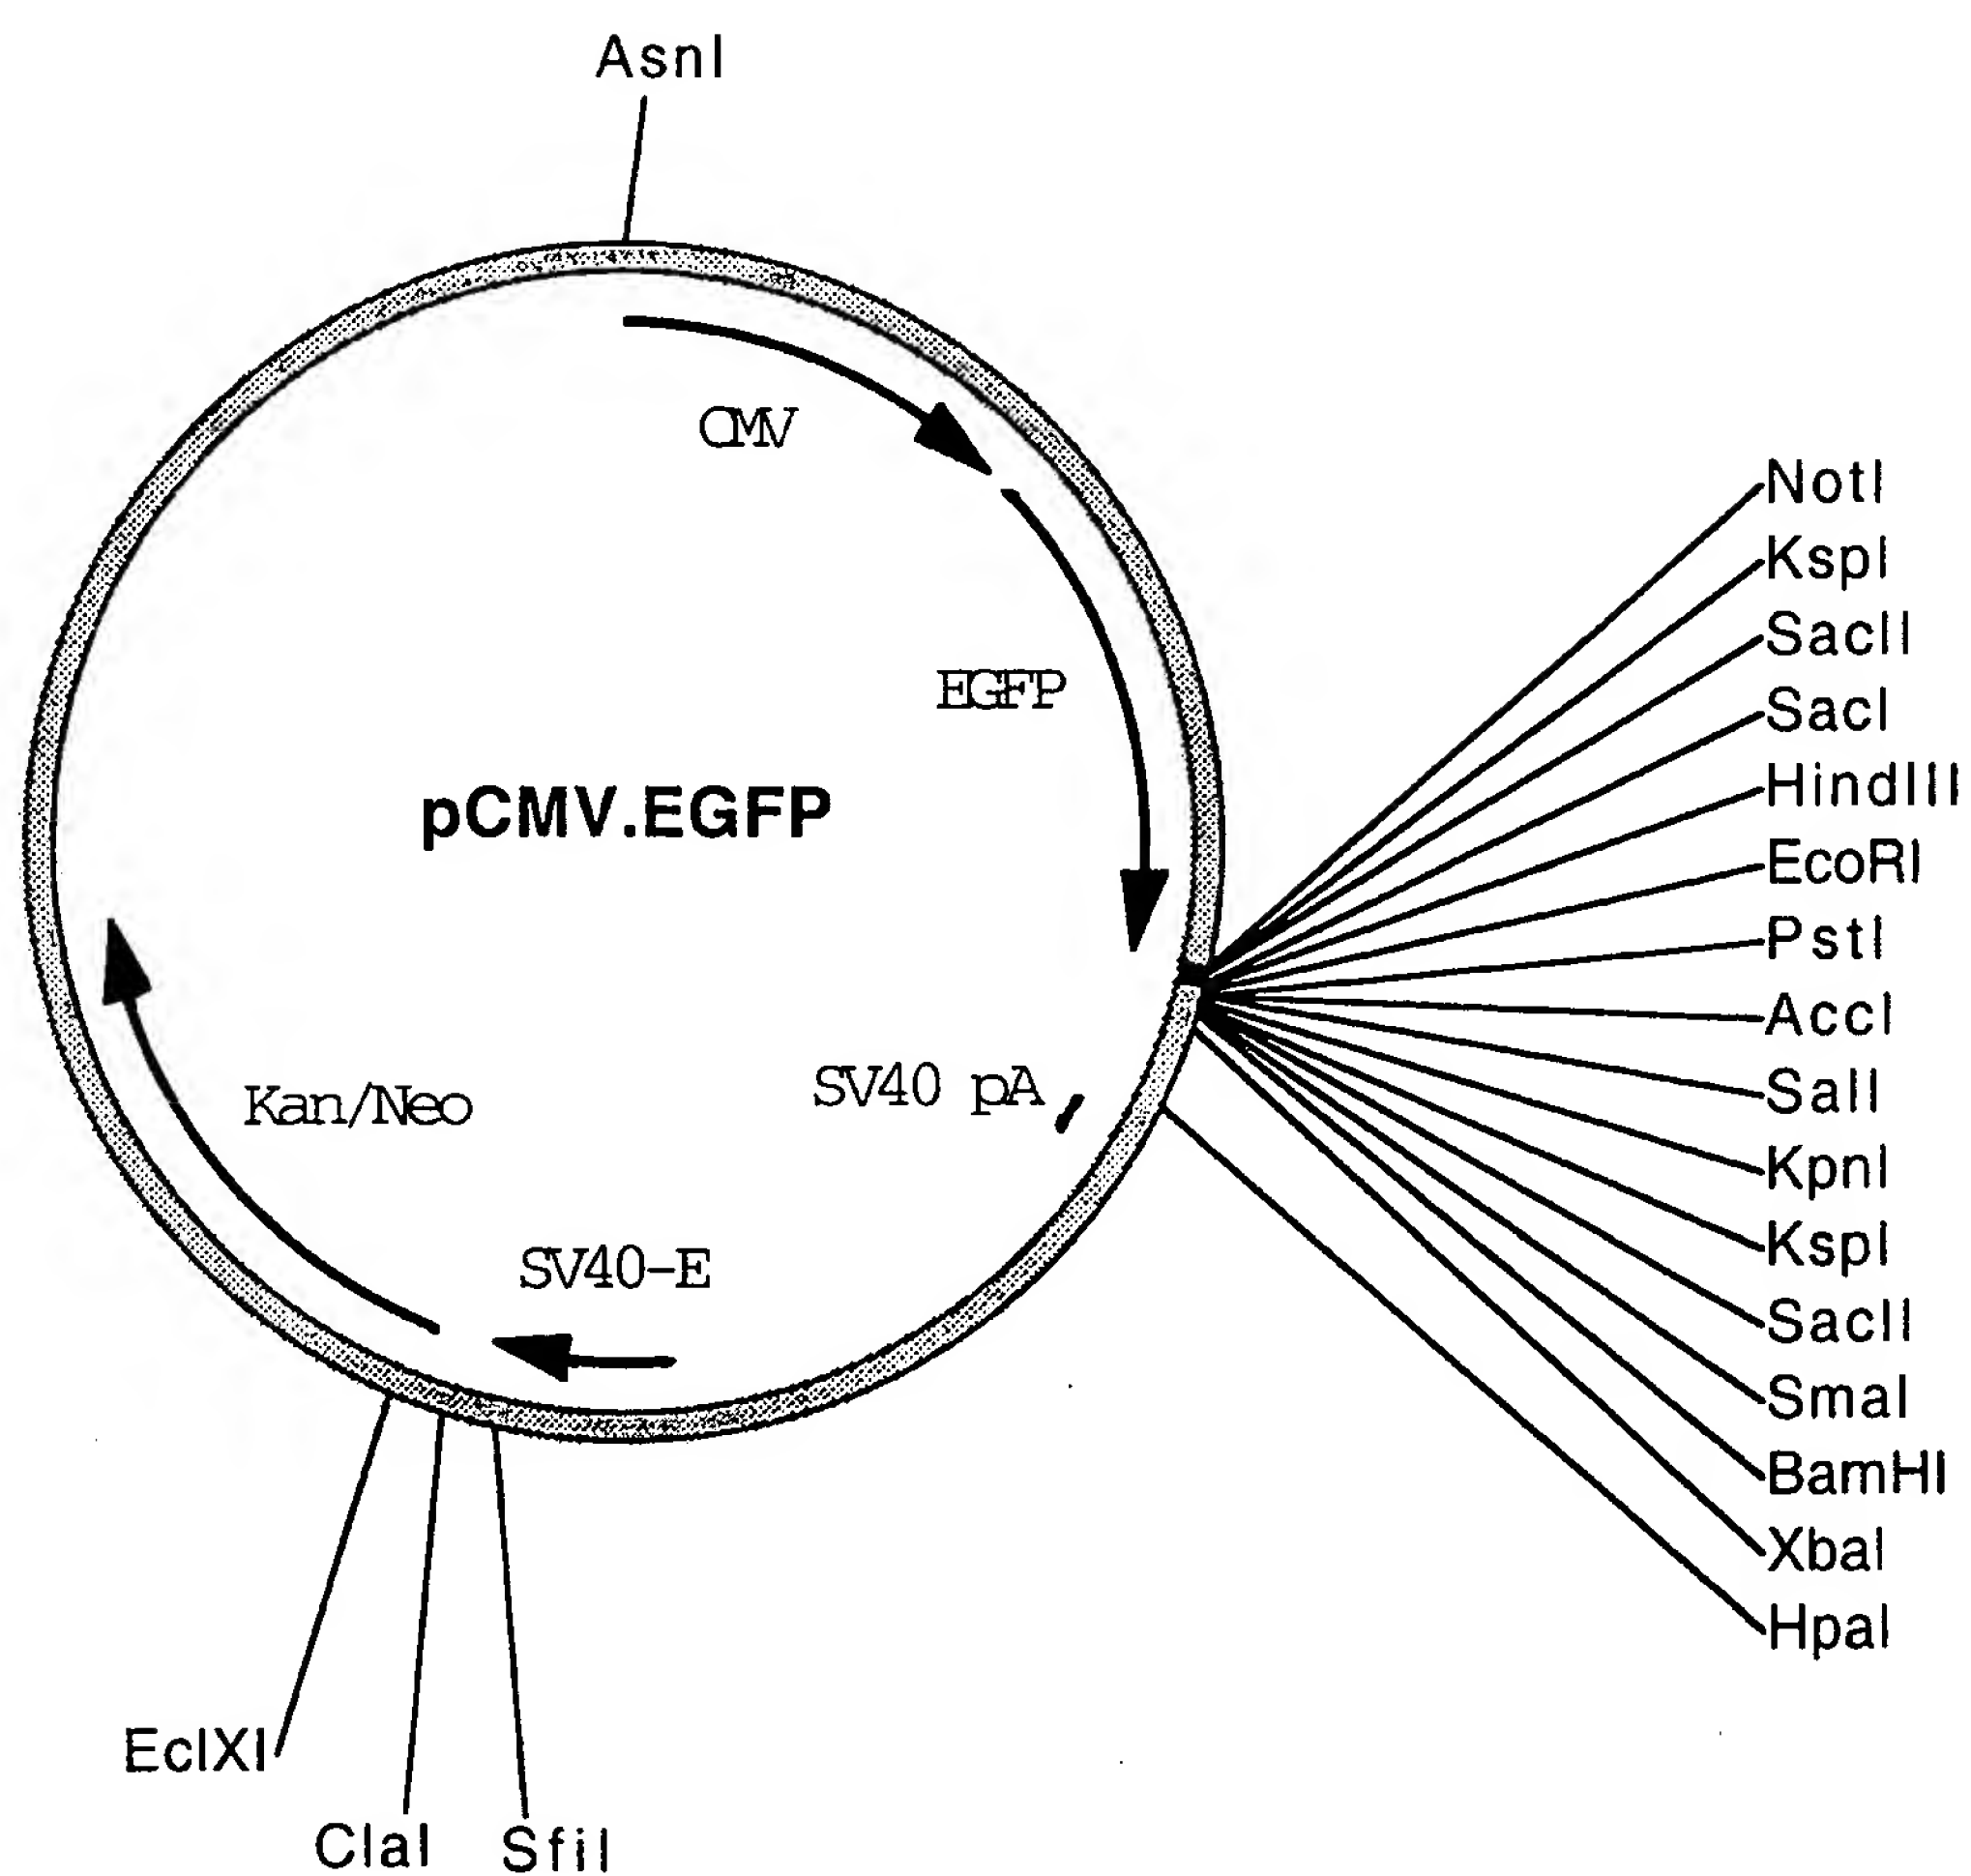 AsnI
CMV
NotI
KspI
SacII
EGFP
SacI
HindIII
pCMV.EGFP
EcoRI
PstI
AccI
SV40 pA
SalI
Kan/Neo
KpnI
KspI
SV40-E
SacII
SmaI
BamHI
XbaI
HpaI
EclXI
ClaI
SfiI